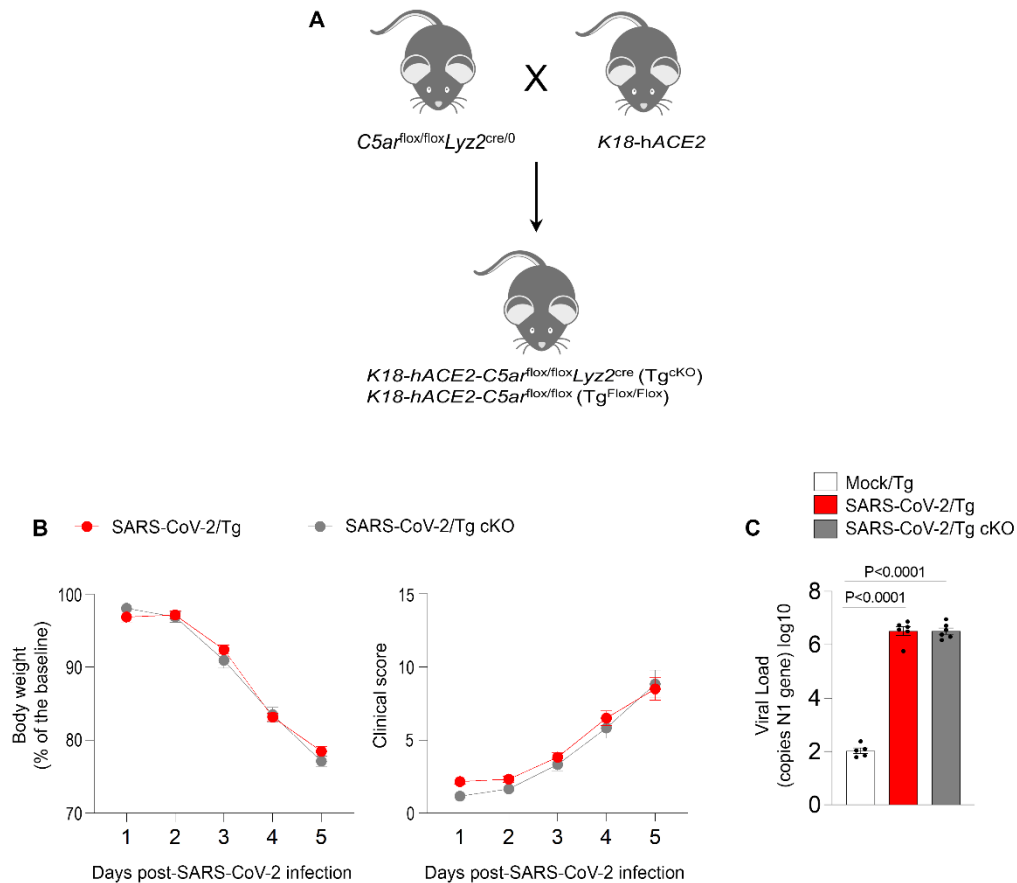 A
X
C5ar^flox/flox Lyz2^cre/0
K18-hACE2
K18-hACE2-C5ar^flox/flox Lyz2^cre (Tg^cKO)
K18-hACE2-C5ar^flox/flox (Tg^Flox/Flox)
B
SARS-CoV-2/Tg
SARS-CoV-2/Tg cKO
Body weight
(% of the baseline)
100
90
80
70
1 2 3 4 5
Days post-SARS-CoV-2 infection
Clinical score
15
10
5
0
1 2 3 4 5
Days post-SARS-CoV-2 infection
C
Mock/Tg
SARS-CoV-2/Tg
SARS-CoV-2/Tg cKO
P<0.0001
P<0.0001
Viral Load
(copies N1 gene) log10
8
6
4
2
0